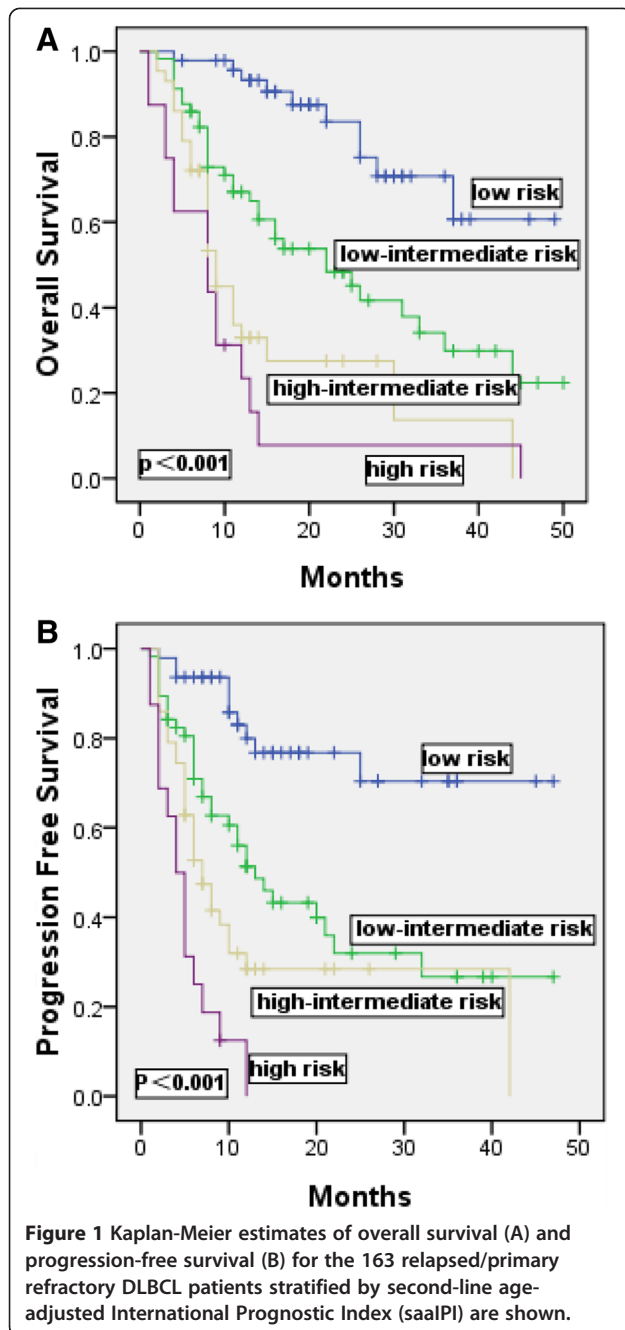 A
Overall Survival
1.0
0.8
0.6
0.4
0.2
0.0
low risk
low-intermediate risk
high-intermediate risk
high risk
p<0.001
0 10 20 30 40 50
Months
B
Progression Free Survival
1.0
0.8
0.6
0.4
0.2
0.0
low risk
low-intermediate risk
high-intermediate risk
high risk
P<0.001
0 10 20 30 40 50
Months
Figure 1 Kaplan-Meier estimates of overall survival (A) and
progression-free survival (B) for the 163 relapsed/primary
refractory DLBCL patients stratified by second-line age-
adjusted International Prognostic Index (saaIPI) are shown.